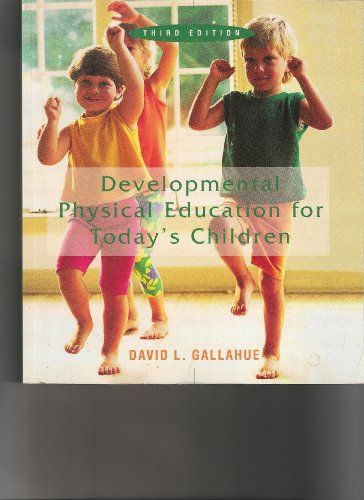 THIRD EDITION
Developmental
Physical Education for
Today's Children
DAVID L. GALLAHUE